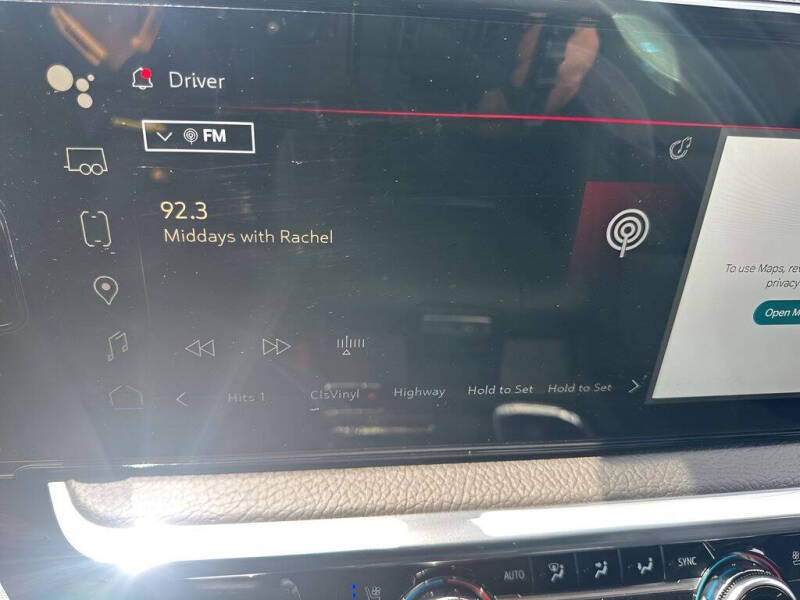 Driver
FM
92.3
Middays with Rachel
To use Maps, rev
privacy
Open M
Hits 1 ClsVinyl Highway Hold to Set Hold to Set
AUTO SYNC